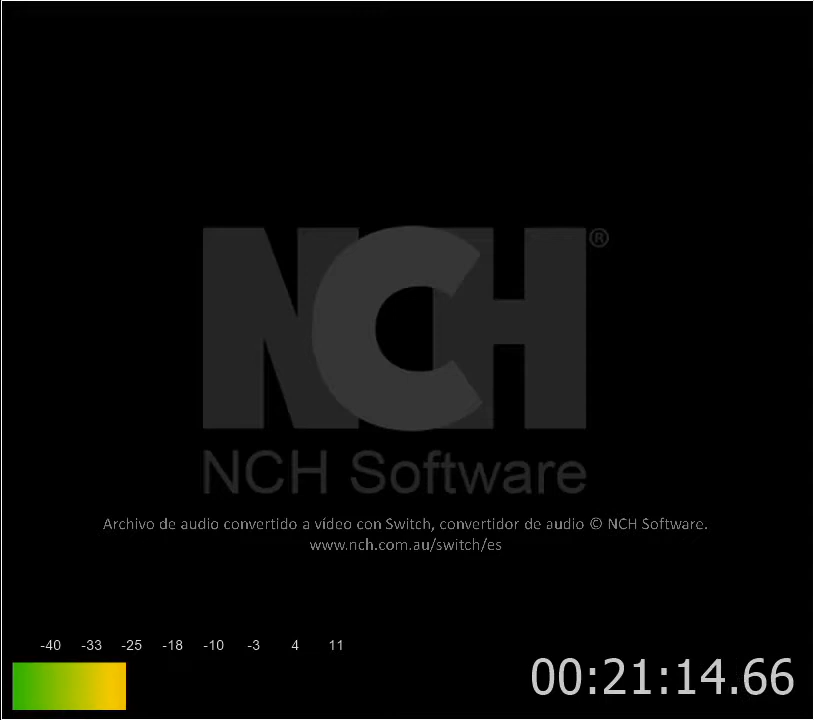 NCH®
NCH Software
Archivo de audio convertido a vídeo con Switch, convertidor de audio © NCH Software.
www.nch.com.au/switch/es
-40 -33 -25 -18 -10 -3 4 11
00:21:14.66